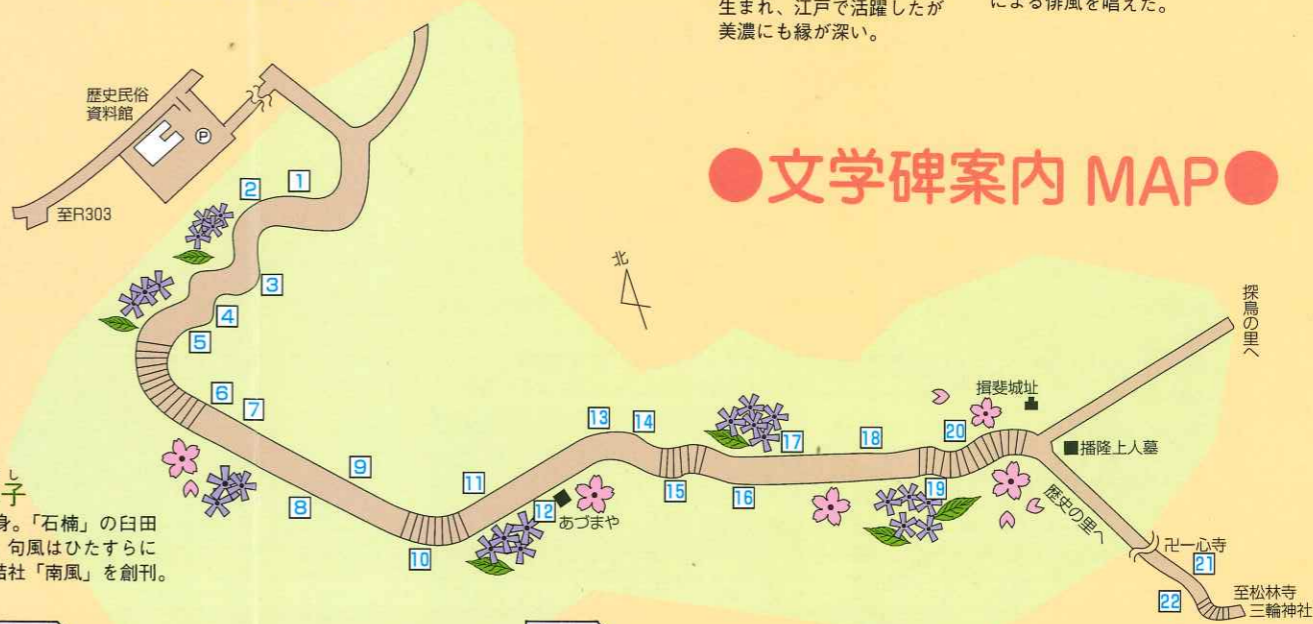 生まれ、江戸で活躍したが
美濃にも縁が深い。
による俳風を唱えた。
●文学碑案内 MAP●
歴史民俗
資料館
P
至R303
1
2
3
4
5
6
7
8
9
10
11
12
あづまや
13
14
15
16
17
18
19
20
北
探鳥の里へ
揖斐城址
播隆上人墓
歴史の里へ
卍一心寺
21
22
至松林寺
三輪神社
し
子
身。「石楠」の臼田
句風はひたすらに
結社「南風」を創刊。